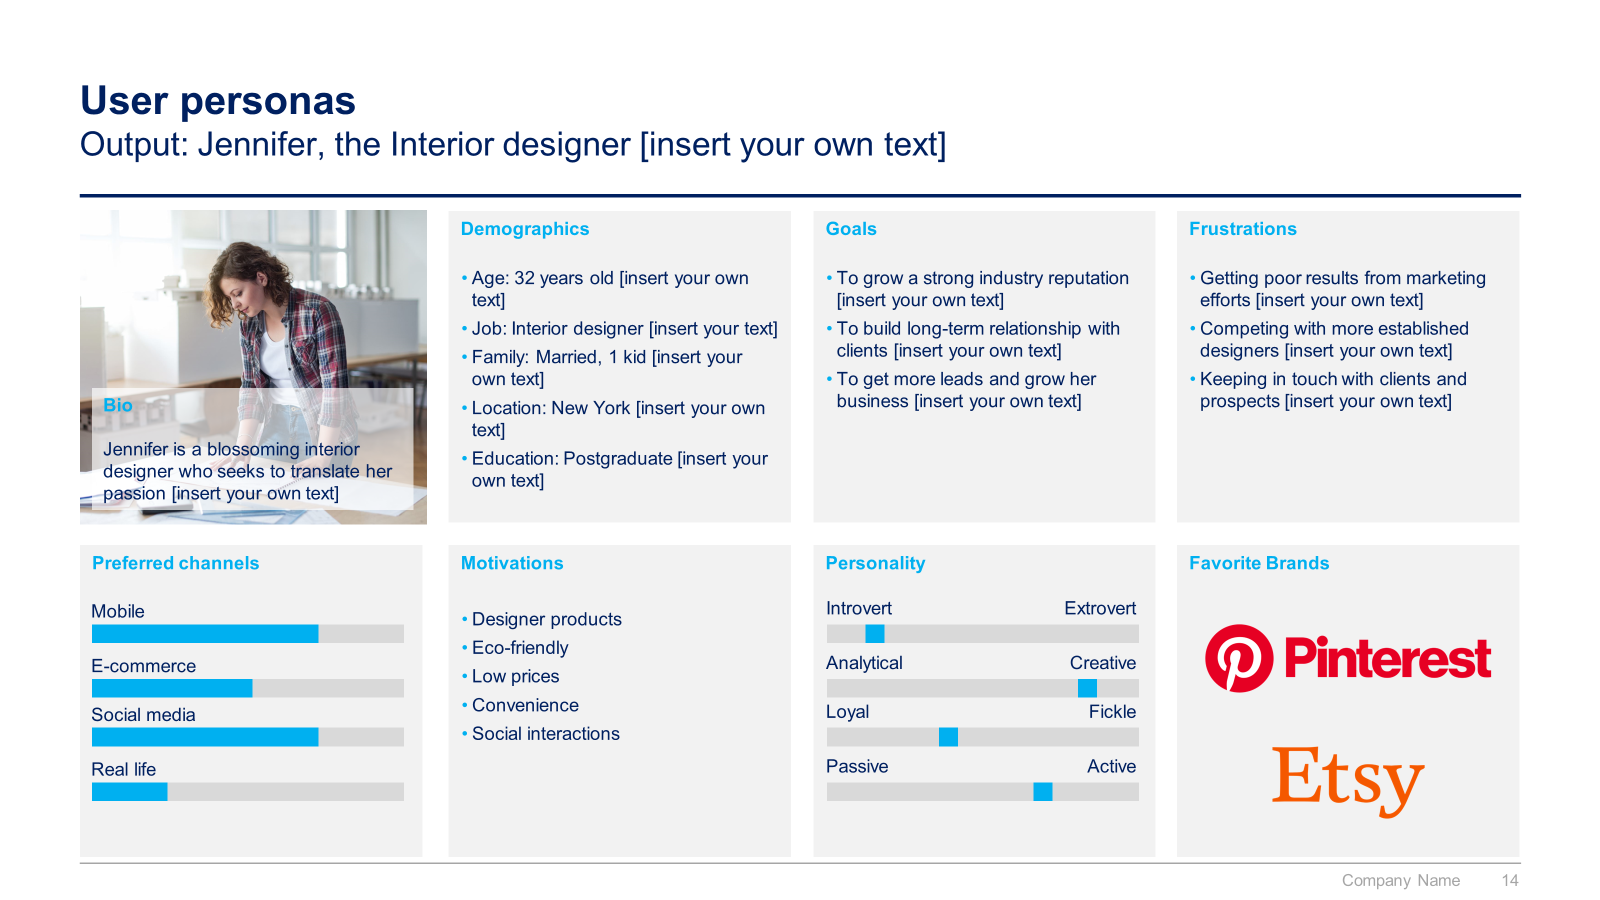 User personas
Output: Jennifer, the Interior designer [insert your own text]
Bio
Jennifer is a blossoming interior
designer who seeks to translate her
passion [insert your own text]
Demographics
• Age: 32 years old [insert your own
text]
• Job: Interior designer [insert your text]
• Family: Married, 1 kid [insert your
own text]
• Location: New York [insert your own
text]
• Education: Postgraduate [insert your
own text]
Goals
• To grow a strong industry reputation
[insert your own text]
• To build long-term relationship with
clients [insert your own text]
• To get more leads and grow her
business [insert your own text]
Frustrations
• Getting poor results from marketing
efforts [insert your own text]
• Competing with more established
designers [insert your own text]
• Keeping in touch with clients and
prospects [insert your own text]
Preferred channels
Mobile
E-commerce
Social media
Real life
Motivations
• Designer products
• Eco-friendly
• Low prices
• Convenience
• Social interactions
Personality
Introvert Extrovert
Analytical Creative
Loyal Fickle
Passive Active
Favorite Brands
Pinterest
Etsy
Company Name 14